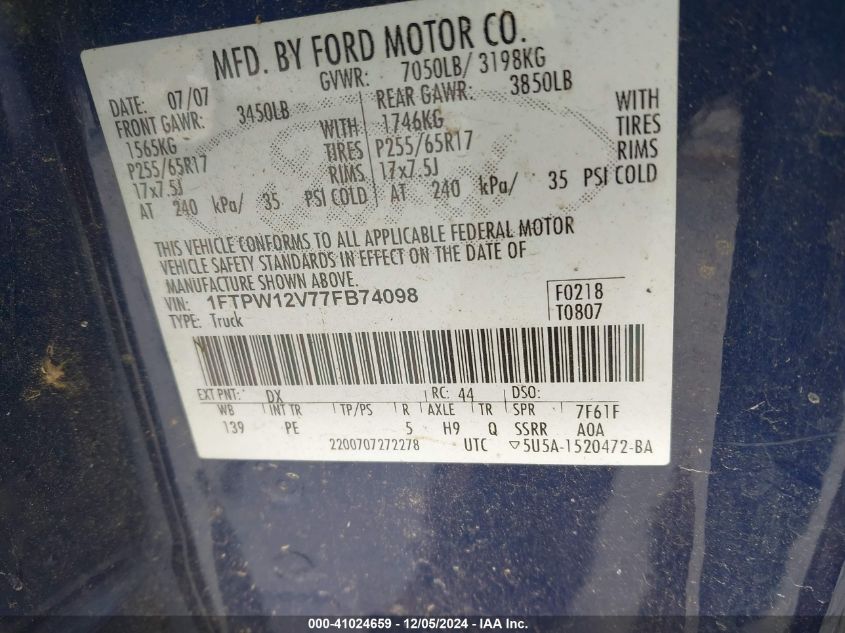 MFD. BY FORD MOTOR CO.
DATE: 07/07 GVWR: 7050LB/ 3198KG
FRONT GAWR: 3450LB REAR GAWR: 3850LB
1565KG WITH 1746KG WITH
P255/65R17 TIRES P255/65R17 TIRES
17x7.5J RIMS 17x7.5J RIMS
AT 240 kPa/ 35 PSI COLD AT 240 kPa/ 35 PSI COLD
THIS VEHICLE CONFORMS TO ALL APPLICABLE FEDERAL MOTOR
VEHICLE SAFETY STANDARDS IN EFFECT ON THE DATE OF
MANUFACTURE SHOWN ABOVE.
VIN: 1FTPW12V77FB74098 F0218
TYPE: Truck T0807
EXT PNT: DX RC: 44 DSO:
WB INT TR TP/PS R AXLE TR SPR 7F61F
139 PE 5 H9 Q SSRR A0A
2200707272278 UTC ▽5U5A-1520472-BA
000-41024659 - 12/05/2024 - IAA Inc.